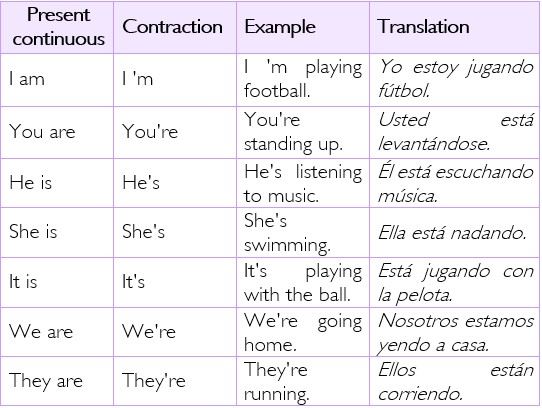 Present continuous Contraction Example Translation
I am I 'm I 'm playing football. Yo estoy jugando fútbol.
You are You're You're standing up. Usted está levantándose.
He is He's He's listening to music. Él está escuchando música.
She is She's She's swimming. Ella está nadando.
It is It's It's playing with the ball. Está jugando con la pelota.
We are We're We're going home. Nosotros estamos yendo a casa.
They are They're They're running. Ellos están corriendo.